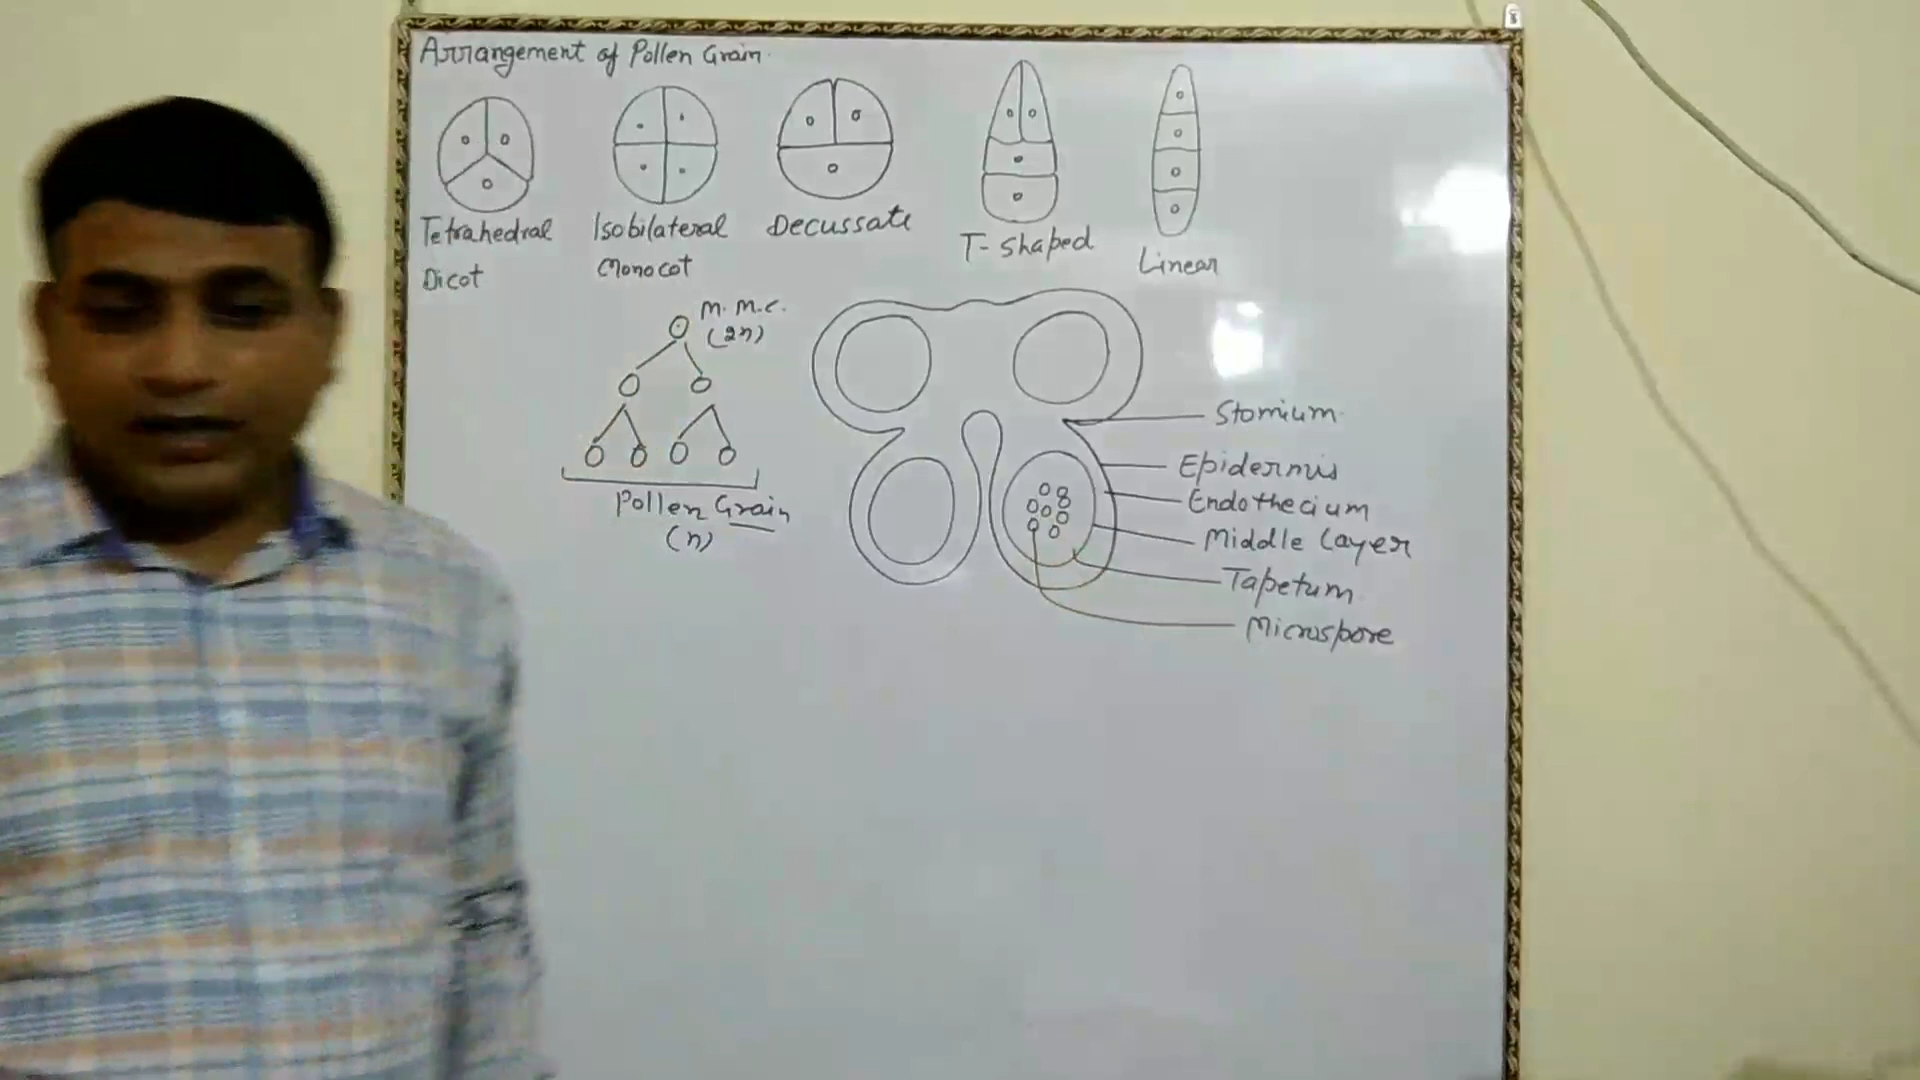 Arrangement of Pollen Grain.
Tetrahedral
Dicot
Isobilateral
Monocot
Decussate
T-Shaped
Linear
M.M.C.
(2n)
Pollen Grain
(n)
Stomium
Epidermis
Endothecium
Middle Layer
Tapetum
Microspore